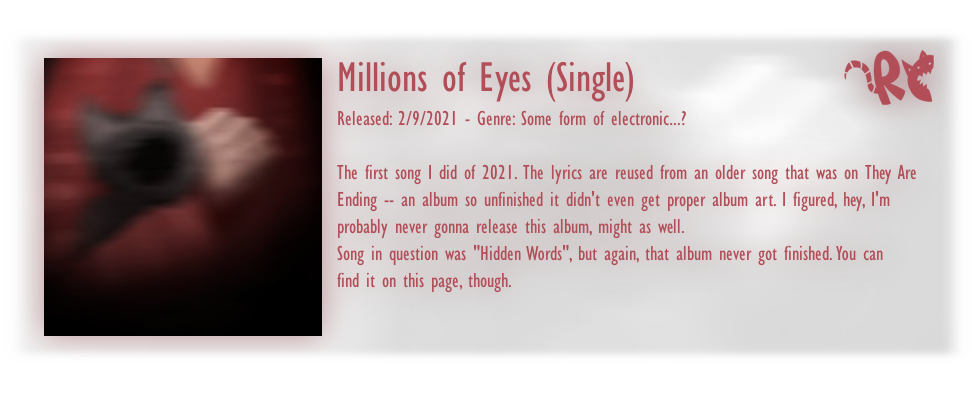 Millions of Eyes (Single)
Released: 2/9/2021 - Genre: Some form of electronic...?
The first song I did of 2021. The lyrics are reused from an older song that was on They Are
Ending -- an album so unfinished it didn't even get proper album art. I figured, hey, I'm
probably never gonna release this album, might as well.
Song in question was "Hidden Words", but again, that album never got finished. You can
find it on this page, though.